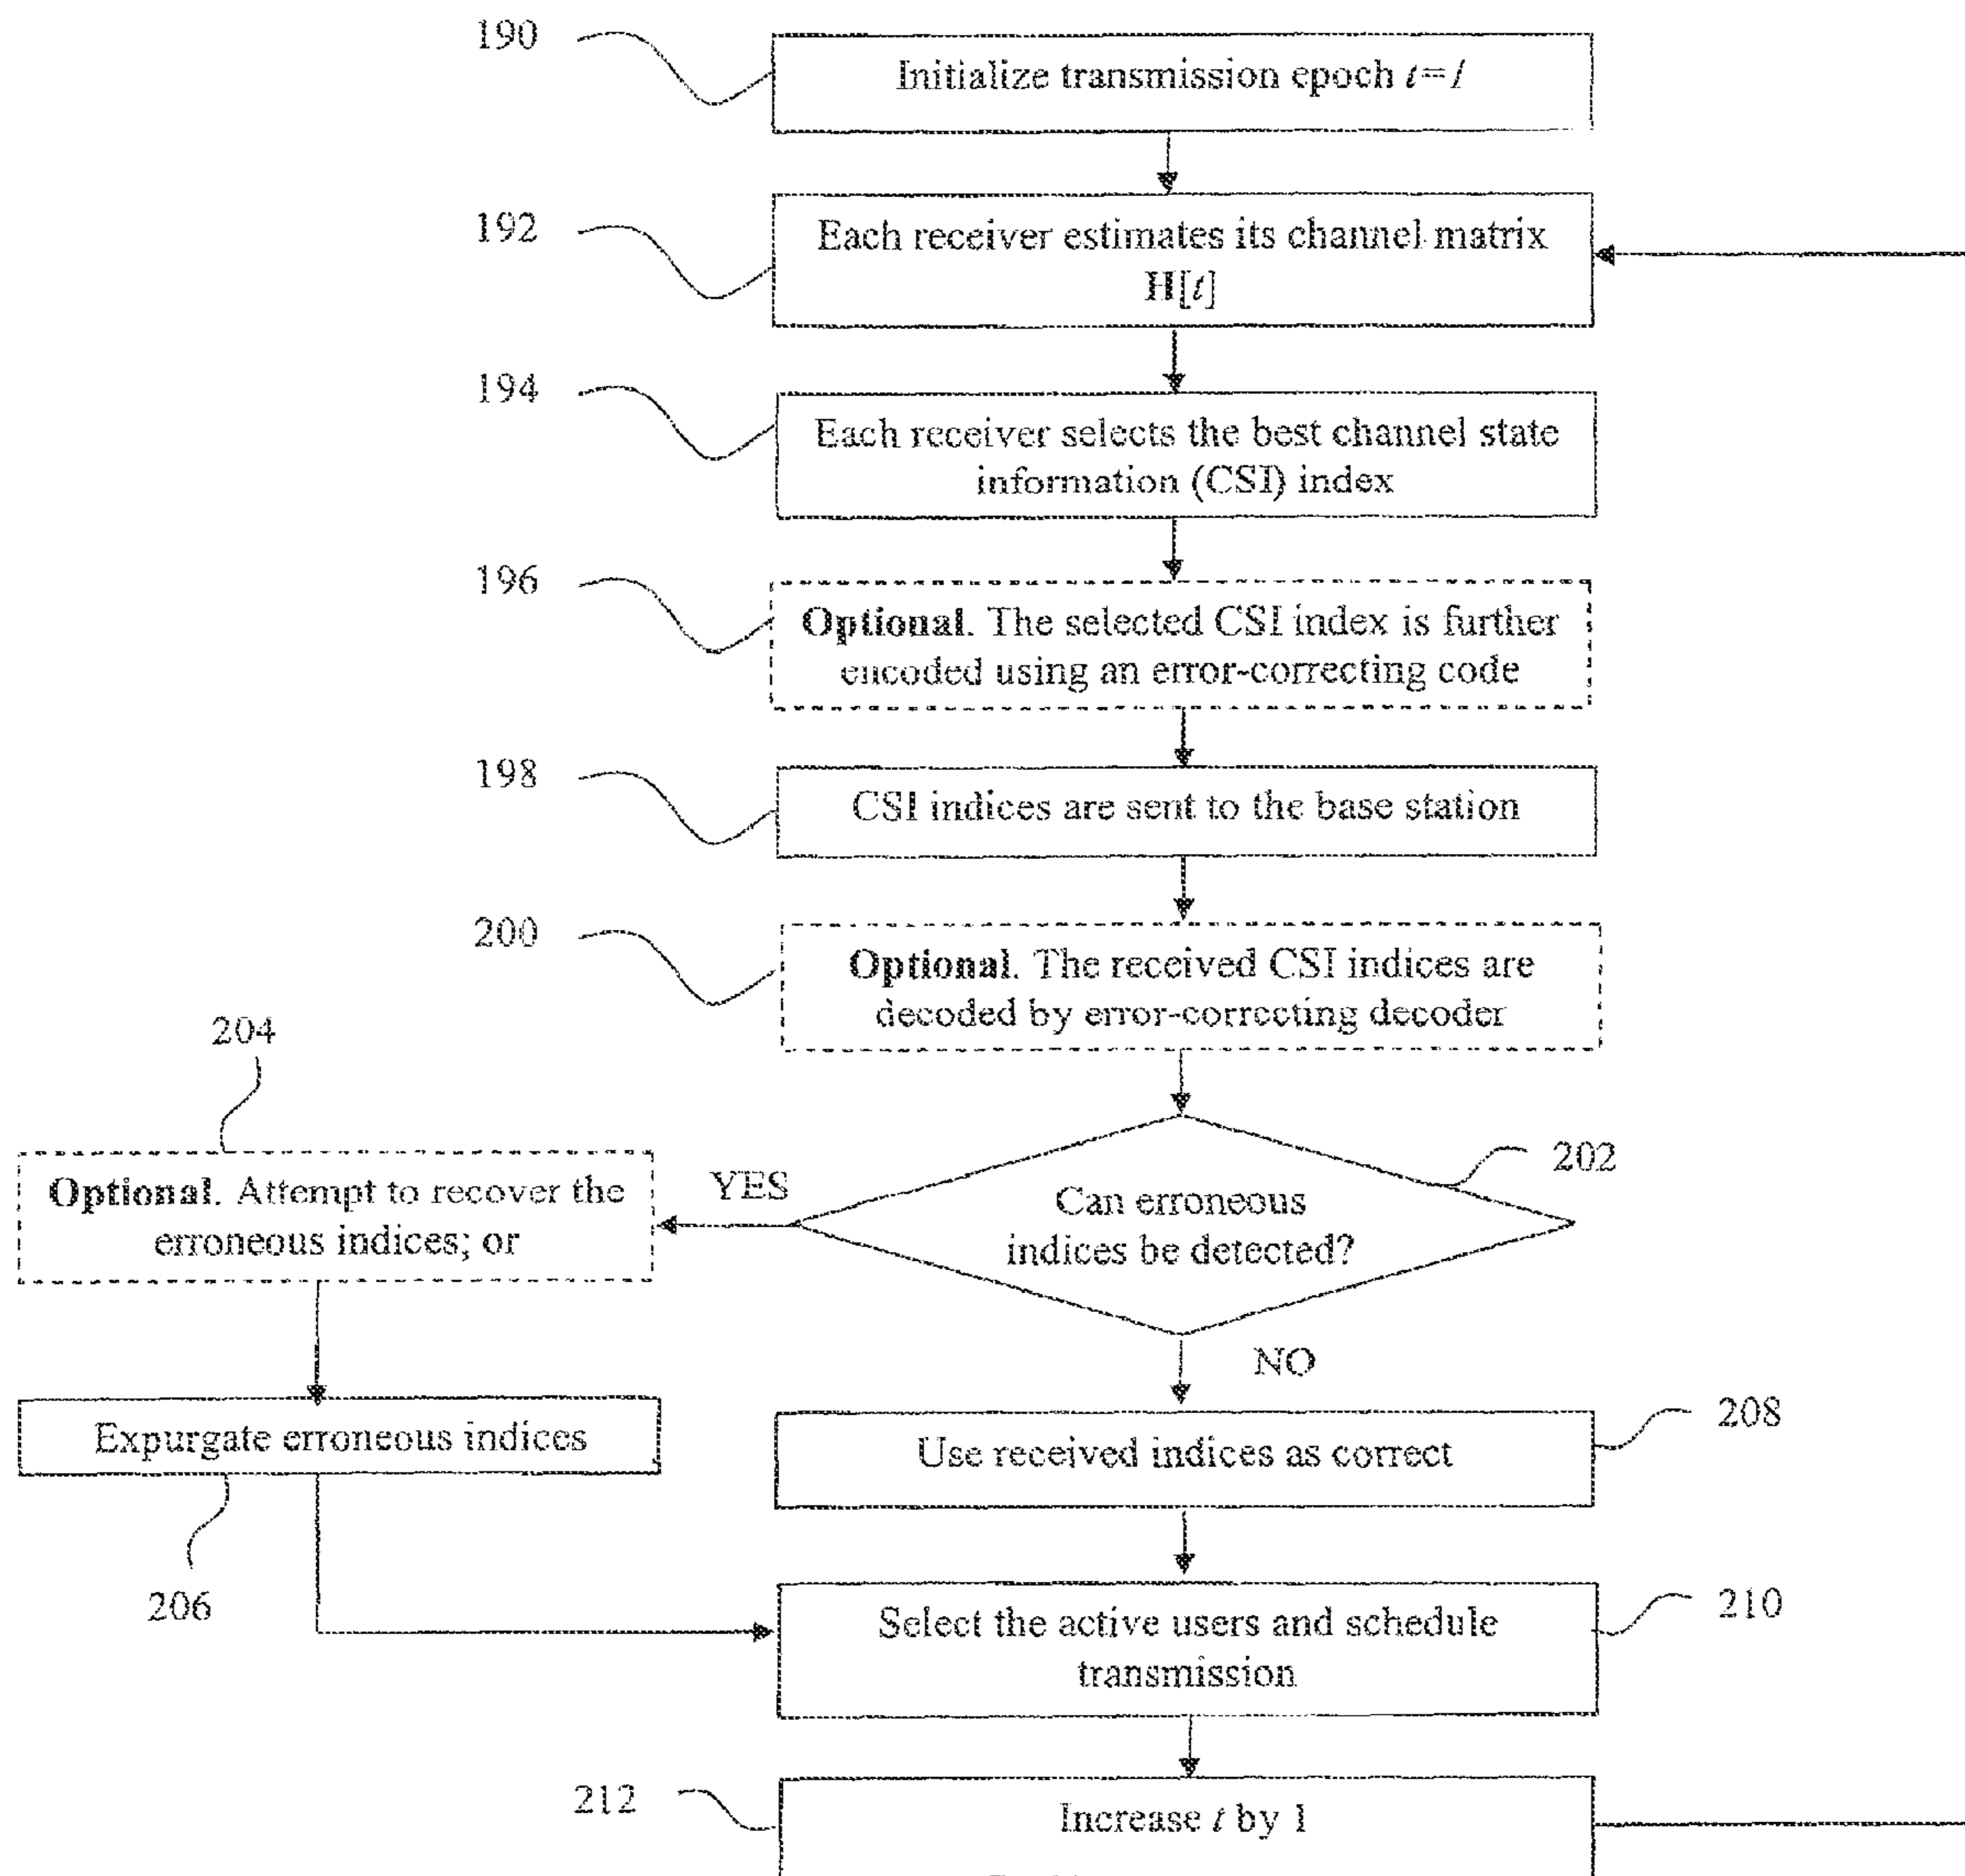 190
Initialize transmission epoch t=1
192
Each receiver estimates its channel matrix
H[t]
194
Each receiver selects the best channel state
information (CSI) index
196
Optional. The selected CSI index is further
encoded using an error-correcting code
198
CSI indices are sent to the base station
200
Optional. The received CSI indices are
decoded by error-correcting decoder
204
202
Optional. Attempt to recover the
erroneous indices; or
YES
Can erroneous
indices be detected?
NO
Expurgate erroneous indices
206
208
Use received indices as correct
210
Select the active users and schedule
transmission
212
Increase t by 1